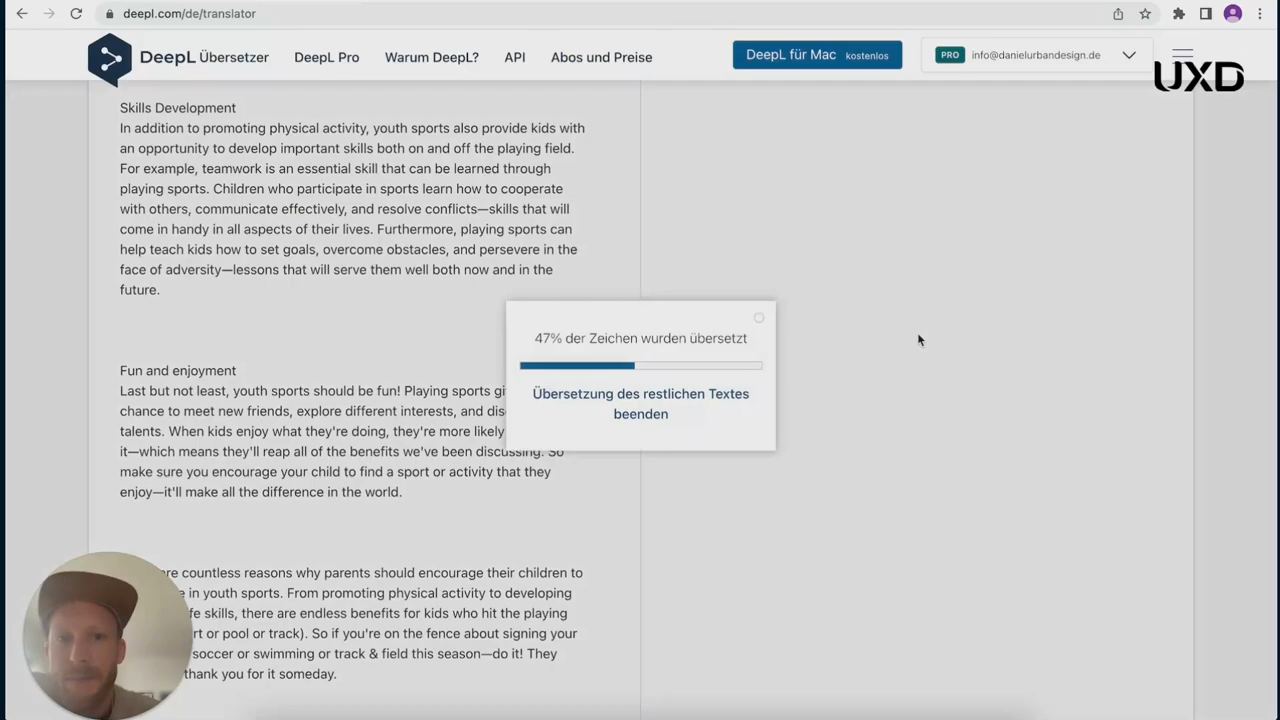 deepl.com/de/translator
DeepL Übersetzer
DeepL Pro
Warum DeepL?
API
Abos und Preise
DeepL für Mac kostenlos
PRO info@danielurbandesign.de
UXD
Skills Development
In addition to promoting physical activity, youth sports also provide kids with
an opportunity to develop important skills both on and off the playing field.
For example, teamwork is an essential skill that can be learned through
playing sports. Children who participate in sports learn how to cooperate
with others, communicate effectively, and resolve conflicts—skills that will
come in handy in all aspects of their lives. Furthermore, playing sports can
help teach kids how to set goals, overcome obstacles, and persevere in the
face of adversity—lessons that will serve them well both now and in the
future.
47% der Zeichen wurden übersetzt
Übersetzung des restlichen Textes
beenden
Fun and enjoyment
Last but not least, youth sports should be fun! Playing sports gi
chance to meet new friends, explore different interests, and dis
talents. When kids enjoy what they're doing, they're more likely
it—which means they'll reap all of the benefits we've been discussing. So
make sure you encourage your child to find a sport or activity that they
enjoy—it'll make all the difference in the world.
re countless reasons why parents should encourage their children to
e in youth sports. From promoting physical activity to developing
fe skills, there are endless benefits for kids who hit the playing
rt or pool or track). So if you're on the fence about signing your
soccer or swimming or track & field this season—do it! They
thank you for it someday.